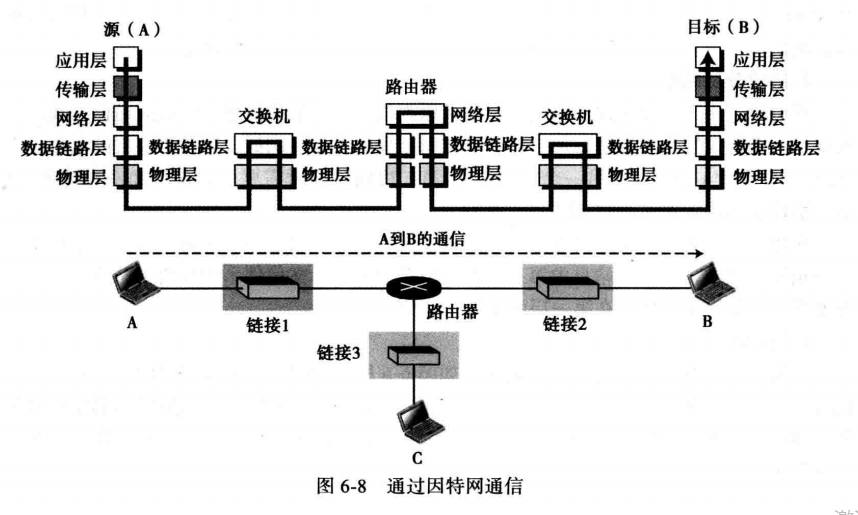 源（A）
目标（B）
应用层
应用层
传输层
路由器
传输层
网络层
交换机
网络层
交换机
网络层
数据链路层
数据链路层
数据链路层
数据链路层
数据链路层
数据链路层
物理层
物理层
物理层
物理层
物理层
物理层
A到B的通信
A
链接1
路由器
链接2
B
链接3
C
图 6-8 通过因特网通信